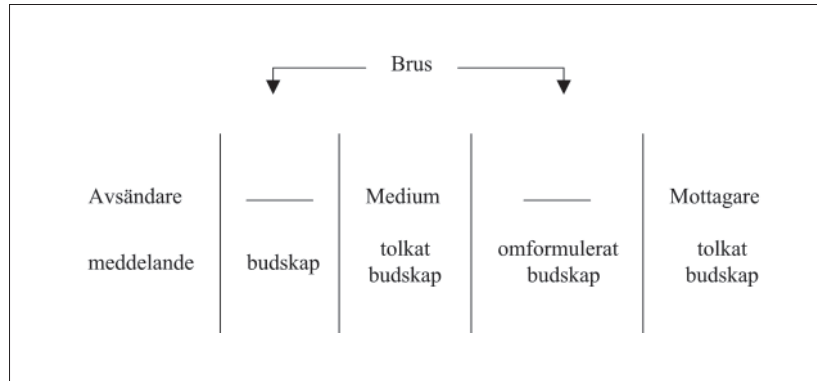 Brus
Avsändare Medium Mottagare
meddelande budskap tolkat budskap omformulerat budskap tolkat budskap